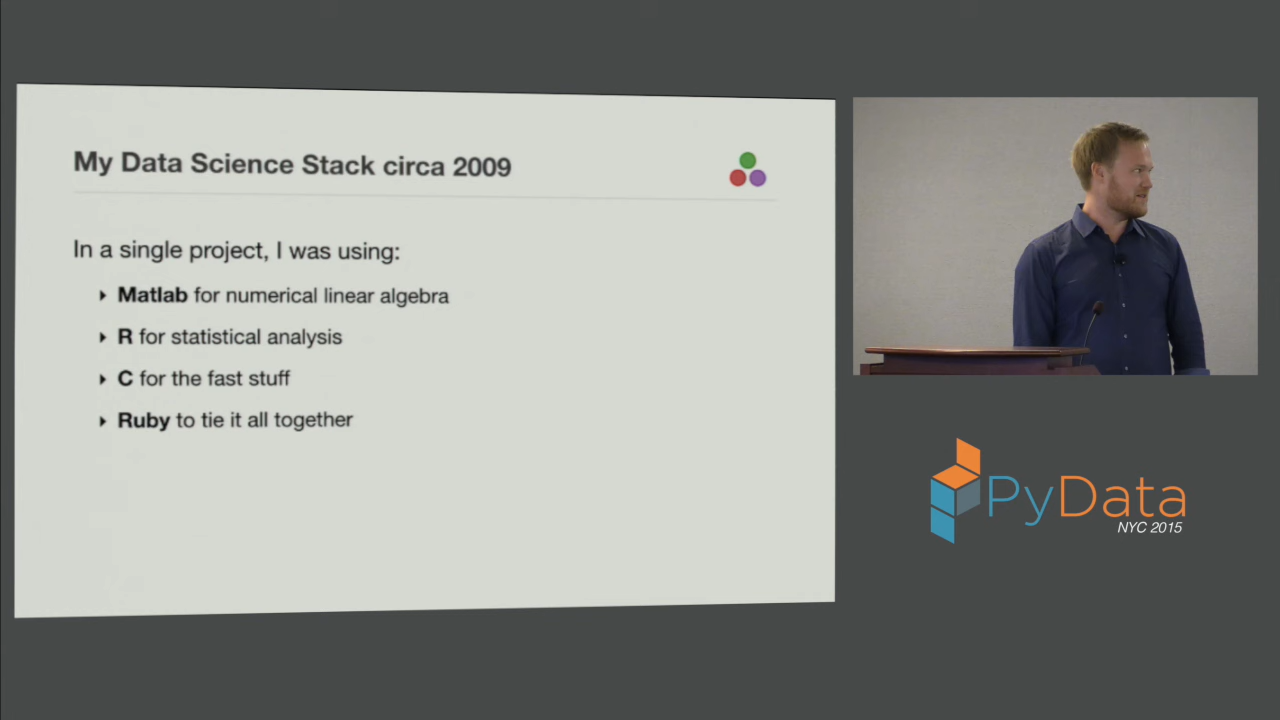 My Data Science Stack circa 2009
In a single project, I was using:
Matlab for numerical linear algebra
R for statistical analysis
C for the fast stuff
Ruby to tie it all together
PyData
NYC 2015